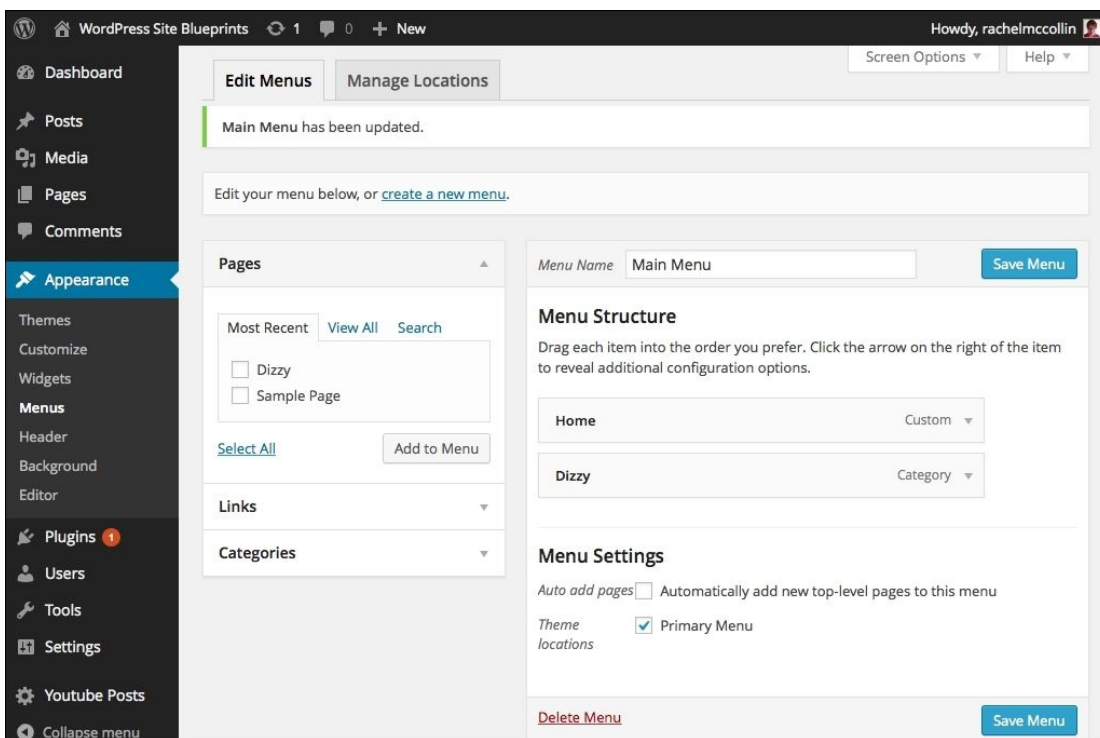 WordPress Site Blueprints 1 0 + New Howdy, rachelmccollin
Screen Options Help
Dashboard
Posts
Media
Pages
Comments
Appearance
Themes
Customize
Widgets
Menus
Header
Background
Editor
Plugins 1
Users
Tools
Settings
Youtube Posts
Collapse menu
Edit Menus Manage Locations
Main Menu has been updated.
Edit your menu below, or create a new menu.
Pages
Most Recent View All Search
Dizzy
Sample Page
Select All Add to Menu
Links
Categories
Menu Name Main Menu Save Menu
Menu Structure
Drag each item into the order you prefer. Click the arrow on the right of the item
to reveal additional configuration options.
Home Custom
Dizzy Category
Menu Settings
Auto add pages Automatically add new top-level pages to this menu
Theme Primary Menu
locations
Delete Menu Save Menu